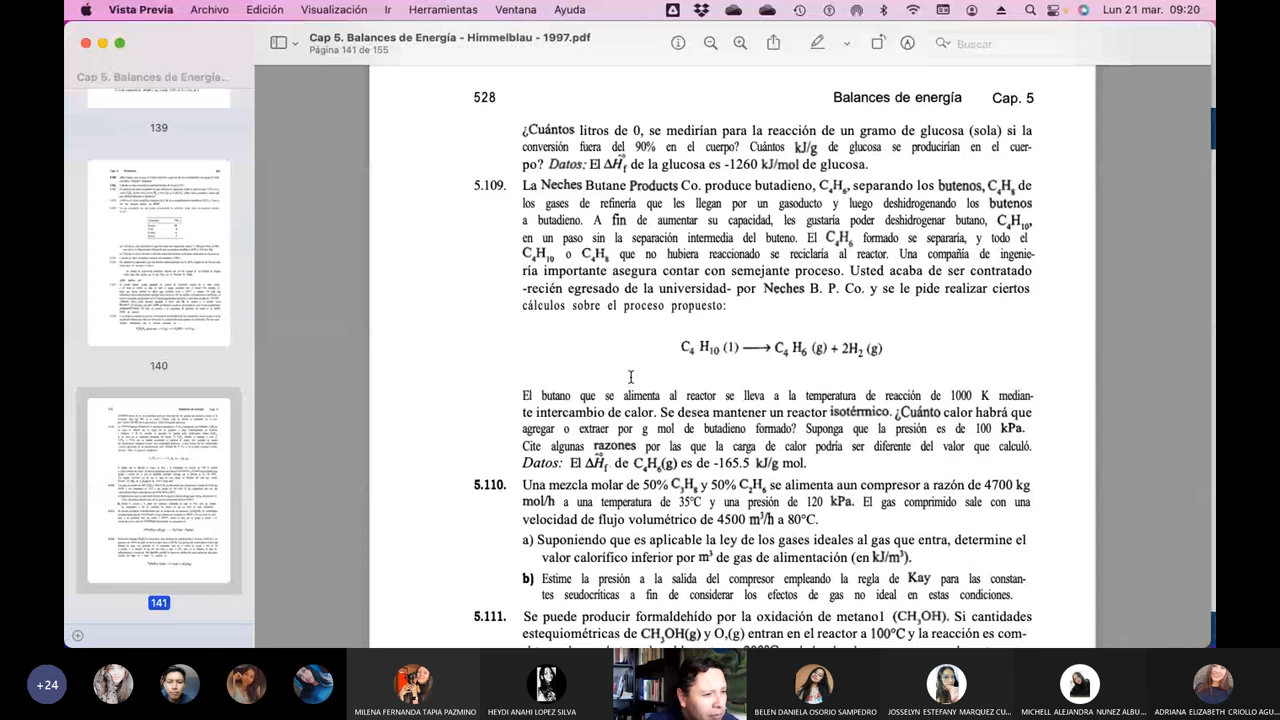 Vista Previa Archivo Edición Visualización Ir Herramientas Ventana Ayuda Lun 21 mar. 09:20
Cap 5. Balances de Energía - Himmelblau - 1997.pdf
Página 141 de 155
Buscar
Cap 5. Balances de Energía...
139
140
141
528 Balances de energía Cap. 5
¿Cuántos litros de 0, se medirían para la reacción de un gramo de glucosa (sola) si la
conversión fuera del 90% en el cuerpo? Cuántos kJ/g de glucosa se producirían en el cuer-
po? Datos: El ΔH°f de la glucosa es -1260 kJ/mol de glucosa.
5.109. La Neches Butane Products Co. produce butadieno, C4H6, separando los butenos, C4H8 de
los gases de refinería que les llegan por un gasoducto y luego deshidrogenando los butenos
a butadieno. A fin de aumentar su capacidad, les gustaría poder deshidrogenar butano, C4H10,
en un paso sin la separación intermedia del buteno. El C4H6 formado se separaría, y todo el
C4H10 o C4H8 que no hubiera reaccionado se reciclaría al reactor. Una compañía de ingenie-
ría importante asegura contar con semejante proceso. Usted acaba de ser contratado
-recién egresado de la universidad- por Neches B. P. Co. y se le pide realizar ciertos
cálculos sobre el proceso propuesto:
C4 H10 (1) ⟶ C4 H6 (g) + 2H2 (g)
El butano que se alimenta al reactor se lleva a la temperatura de reacción de 1000 K median-
te intercambio de calor. Se desea mantener un reactor isotérmico. ¿Cuánto calor habrá que
agregar o quitar por mol de butadieno formado? Suponga que la presión es de 100 kPa.
Cite algunas razones por las que la carga de calor podría ser diferente del valor que calculó.
Datos: El ΔH°f de C4H6(g) es de -165.5 kJ/g mol.
5.110. Una mezcla molar de 50% C3H8 y 50% C3H6 se alimenta a un compresor a razón de 4700 kg
mol/h a una temperatura de 35°C y una presión de 120 kPa. El gas comprimido sale con una
velocidad de flujo volumétrico de 4500 m³/h a 80°C.
a) Suponiendo que es aplicable la ley de los gases ideales a la entra, determine el
valor calorífico inferior por m³ de gas de alimentación (en kJ/m³).
b) Estime la presión a la salida del compresor empleando la regla de Kay para las constan-
tes seudocríticas a fin de considerar los efectos de gas no ideal en estas condiciones.
5.111. Se puede producir formaldehído por la oxidación de metanol (CH3OH). Si cantidades
estequiométricas de CH3OH(g) y O,(g) entran en el reactor a 100°C y la reacción es com-
+24
MILENA FERNANDA TAPIA PAZMINO
HEYDI ANAHI LOPEZ SILVA
BELEN DANIELA OSORIO SAMPEDRO
JOSSELYN ESTEFANY MARQUEZ CU...
MICHELL ALEJANDRA NUNEZ ALBU...
ADRIANA ELIZABETH CRIOLLO AGU...